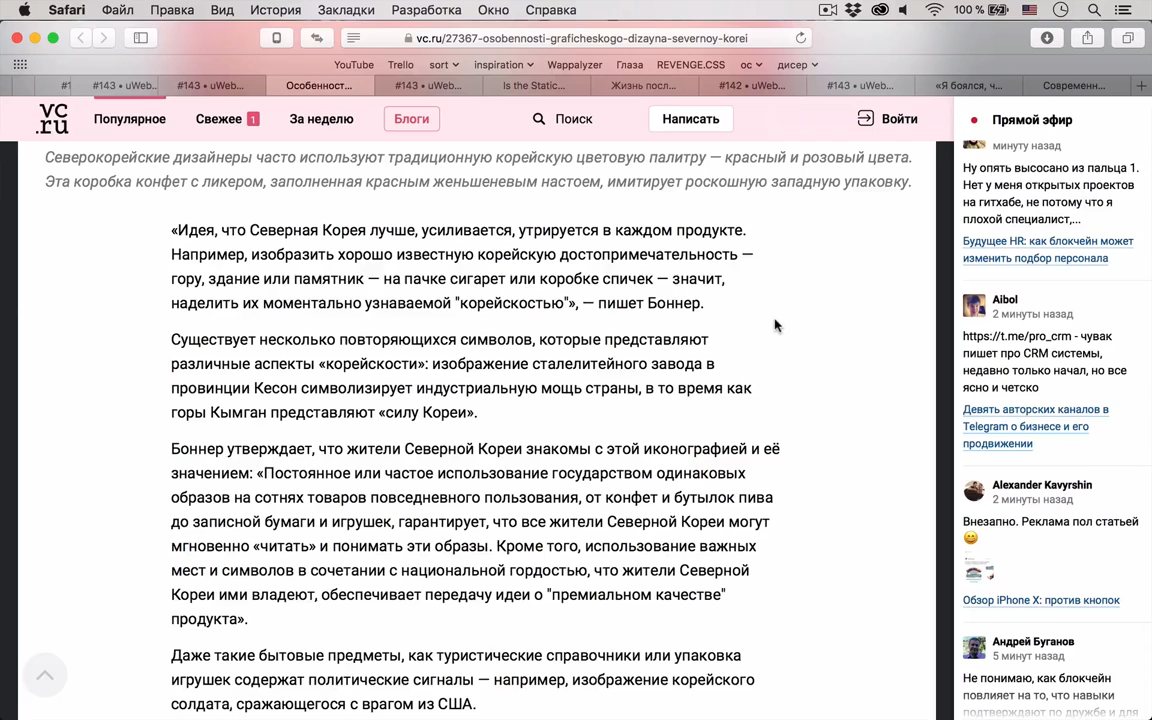 Safari Файл Правка Вид История Закладки Разработка Окно Справка 100 %
vc.ru/27367-osobennosti-graficheskogo-dizayna-severnoy-korei
YouTube Trello sort inspiration Wappalyzer Глаза REVENGE.CSS ос дисер
#1 #143 • uWeb... #143 • uWeb... Особенност... #143 • uWeb... Is the Static... Жизнь посл... #142 • uWeb... #143 • uWeb... «Я боялся, ч... Современн...
vc.ru Популярное Свежее 1 За неделю Блоги Поиск Написать Войти
Северокорейские дизайнеры часто используют традиционную корейскую цветовую палитру — красный и розовый цвета.
Эта коробка конфет с ликером, заполненная красным женьшеневым настоем, имитирует роскошную западную упаковку.
«Идея, что Северная Корея лучше, усиливается, утрируется в каждом продукте.
Например, изобразить хорошо известную корейскую достопримечательность —
гору, здание или памятник — на пачке сигарет или коробке спичек — значит,
наделить их моментально узнаваемой "корейскостью"», — пишет Боннер.
Существует несколько повторяющихся символов, которые представляют
различные аспекты «корейскости»: изображение сталелитейного завода в
провинции Кесон символизирует индустриальную мощь страны, в то время как
горы Кымган представляют «силу Кореи».
Боннер утверждает, что жители Северной Кореи знакомы с этой иконографией и её
значением: «Постоянное или частое использование государством одинаковых
образов на сотнях товаров повседневного пользования, от конфет и бутылок пива
до записной бумаги и игрушек, гарантирует, что все жители Северной Кореи могут
мгновенно «читать» и понимать эти образы. Кроме того, использование важных
мест и символов в сочетании с национальной гордостью, что жители Северной
Кореи ими владеют, обеспечивает передачу идеи о "премиальном качестве"
продукта».
Даже такие бытовые предметы, как туристические справочники или упаковка
игрушек содержат политические сигналы — например, изображение корейского
солдата, сражающегося с врагом из США.
Прямой эфир
минуту назад
Ну опять высосано из пальца 1.
Нет у меня открытых проектов
на гитхабе, не потому что я
плохой специалист,...
Будущее HR: как блокчейн может
изменить подбор персонала
Aibol
2 минуты назад
https://t.me/pro_crm - чувак
пишет про CRM системы,
недавно только начал, но все
ясно и четско
Девять авторских каналов в
Telegram о бизнесе и его
продвижении
Alexander Kavyrshin
2 минуты назад
Внезапно. Реклама пол статьей
Обзор iPhone X: против кнопок
Андрей Буганов
5 минут назад
Не понимаю, как блокчейн
повлияет на то, что навыки
подтверждают по дружбе и для